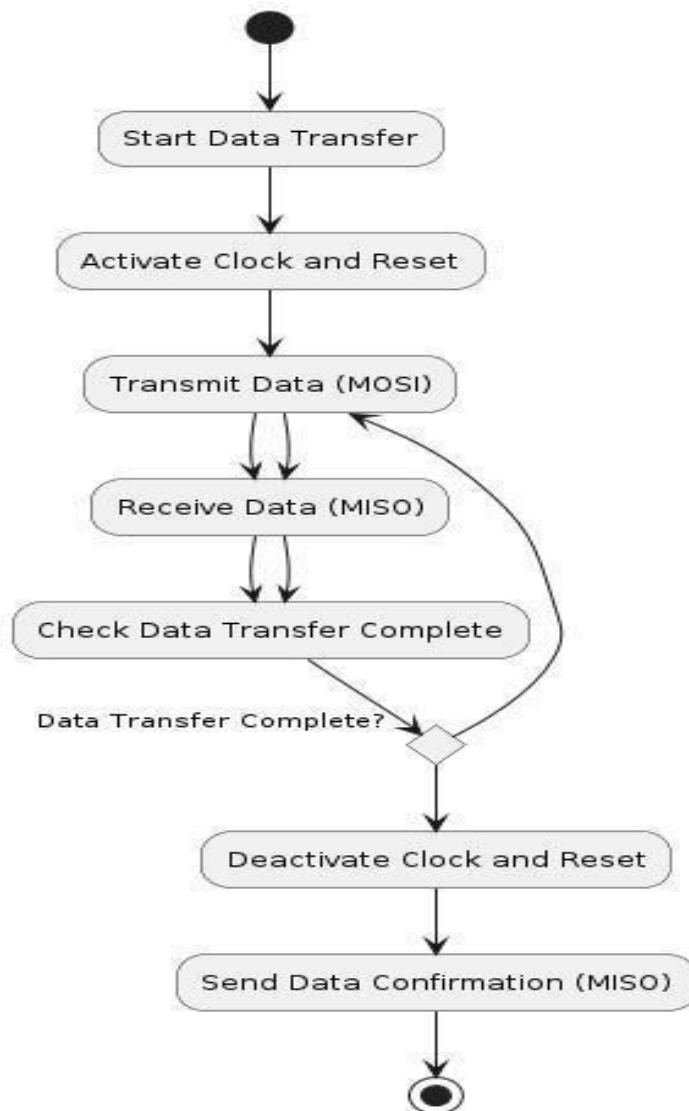 Start Data Transfer
Activate Clock and Reset
Transmit Data (MOSI)
Receive Data (MISO)
Check Data Transfer Complete
Data Transfer Complete?
Deactivate Clock and Reset
Send Data Confirmation (MISO)